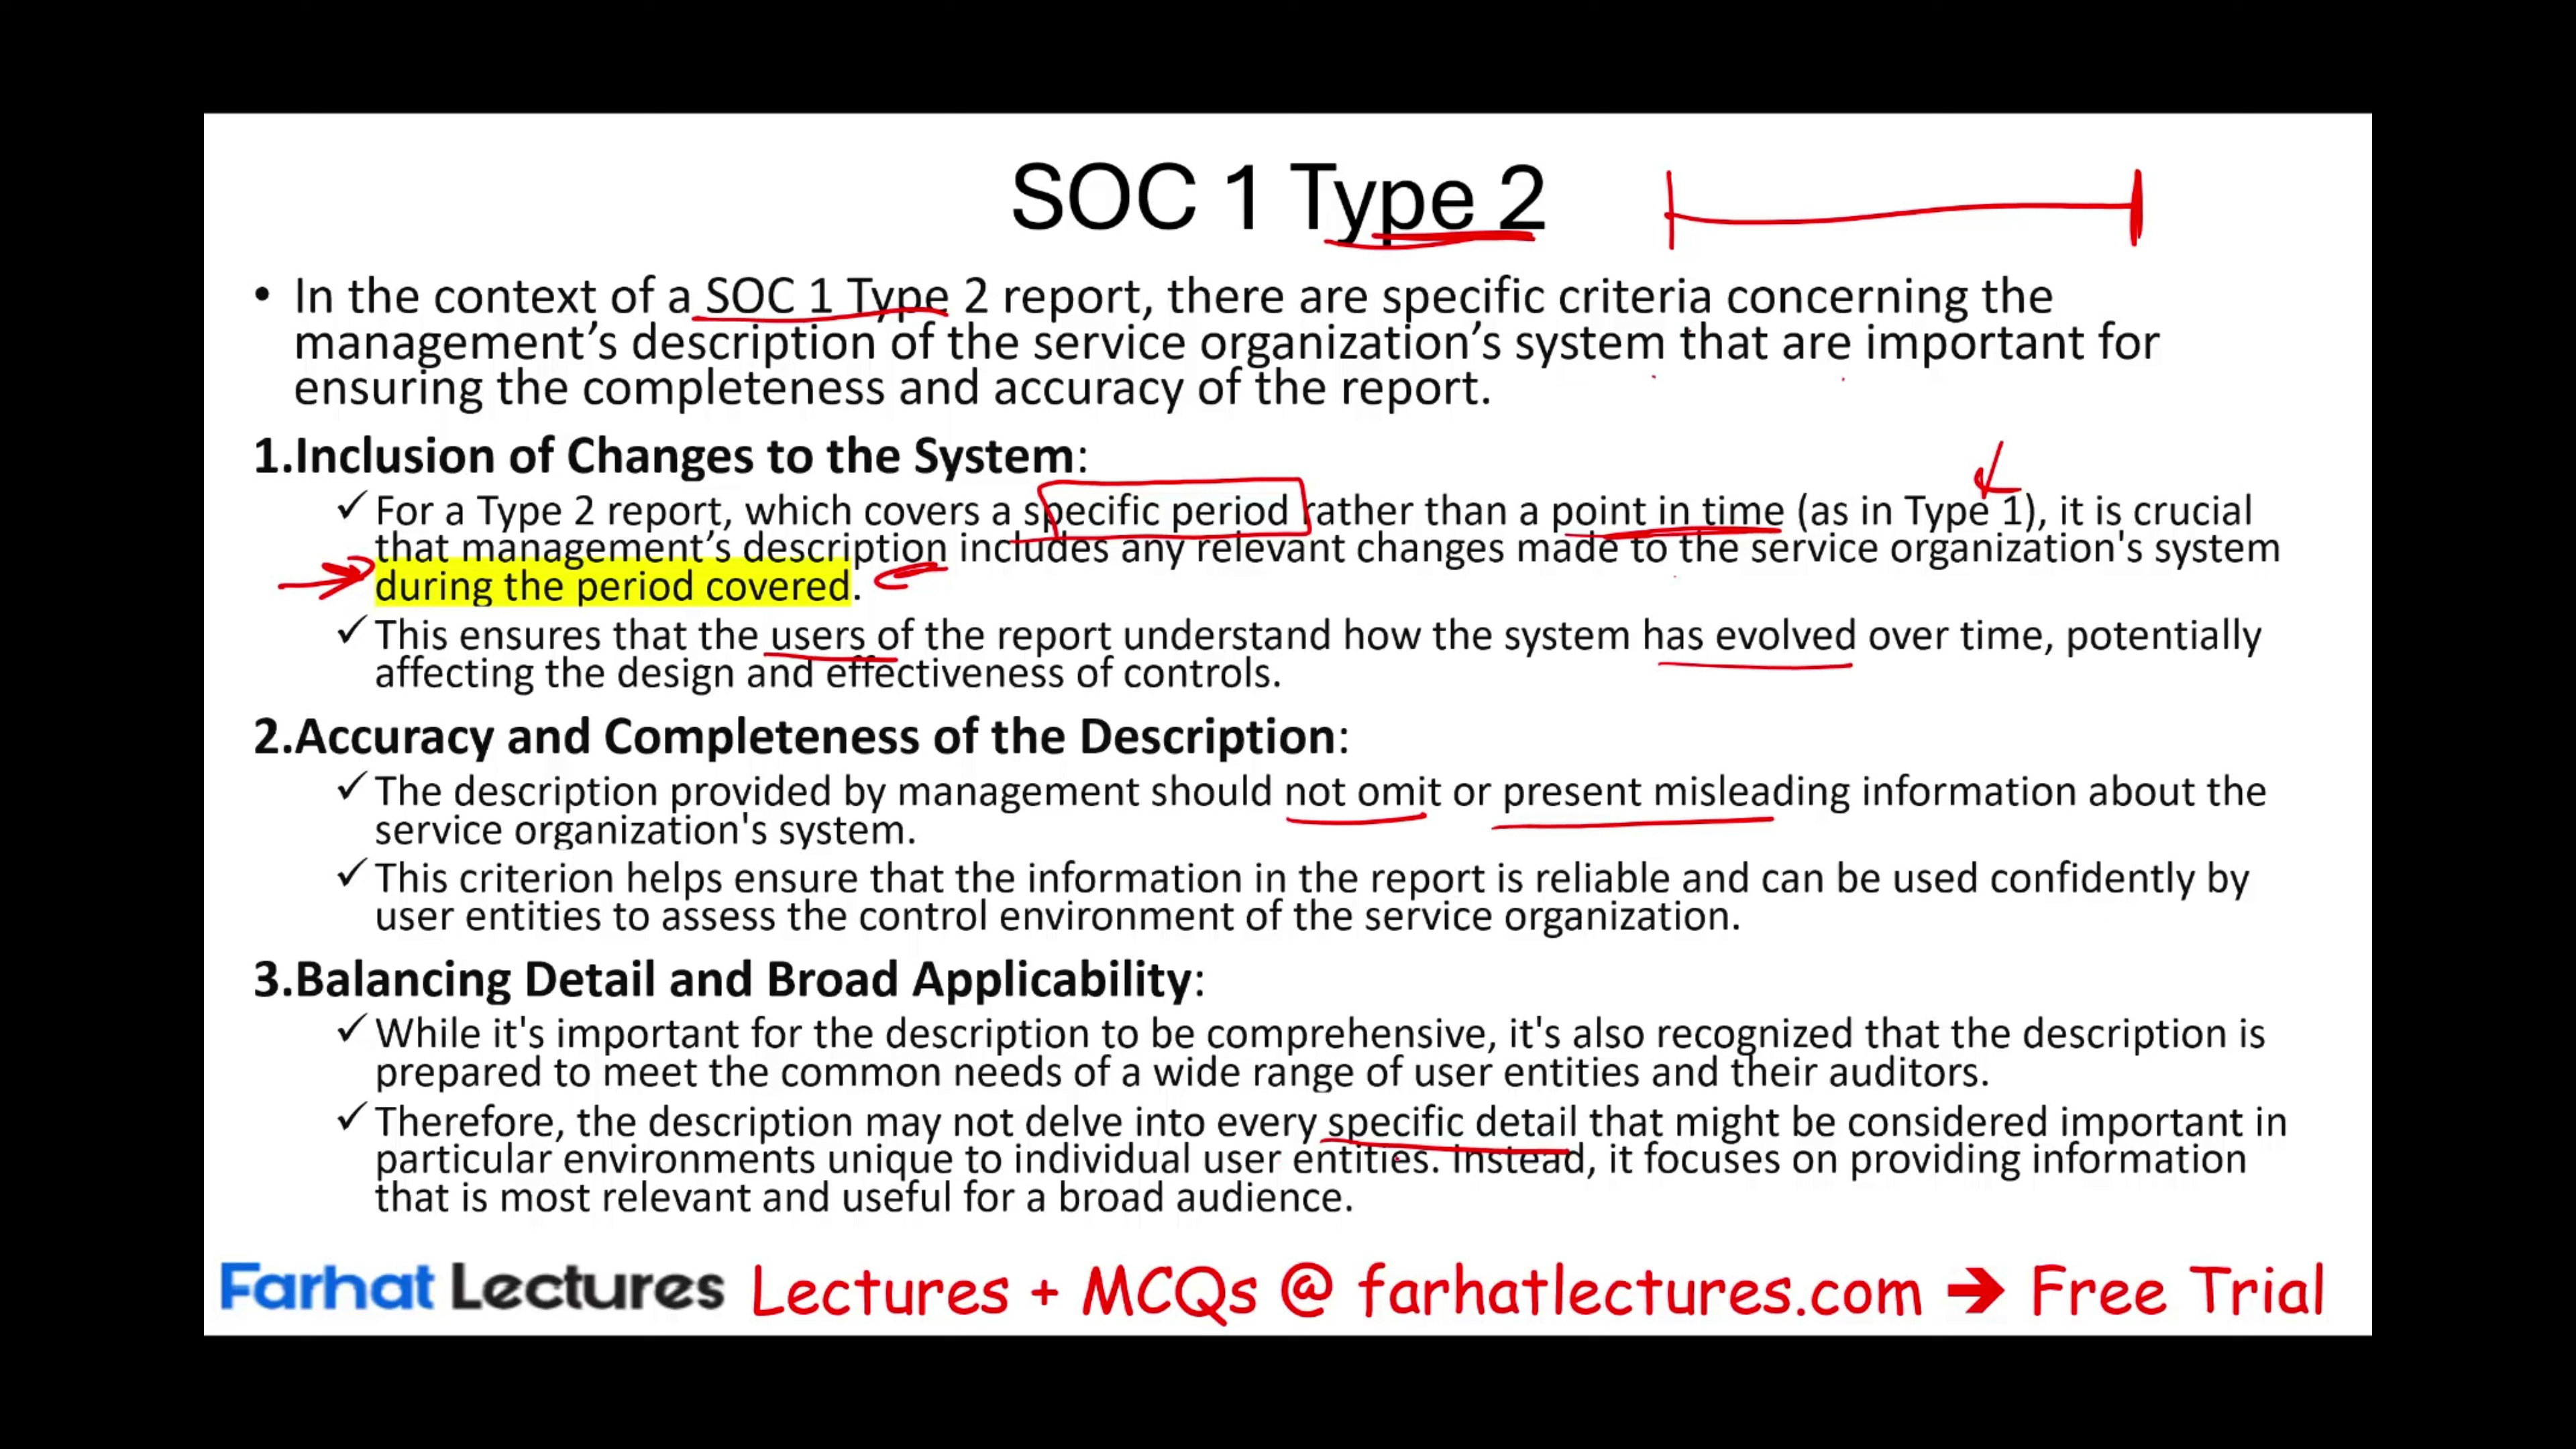 SOC 1 Type 2
• In the context of a SOC 1 Type 2 report, there are specific criteria concerning the
management’s description of the service organization’s system that are important for
ensuring the completeness and accuracy of the report.
1.Inclusion of Changes to the System:
✓ For a Type 2 report, which covers a specific period rather than a point in time (as in Type 1), it is crucial
that management’s description includes any relevant changes made to the service organization's system
during the period covered.
✓ This ensures that the users of the report understand how the system has evolved over time, potentially
affecting the design and effectiveness of controls.
2.Accuracy and Completeness of the Description:
✓ The description provided by management should not omit or present misleading information about the
service organization's system.
✓ This criterion helps ensure that the information in the report is reliable and can be used confidently by
user entities to assess the control environment of the service organization.
3.Balancing Detail and Broad Applicability:
✓ While it's important for the description to be comprehensive, it's also recognized that the description is
prepared to meet the common needs of a wide range of user entities and their auditors.
✓ Therefore, the description may not delve into every specific detail that might be considered important in
particular environments unique to individual user entities. Instead, it focuses on providing information
that is most relevant and useful for a broad audience.
Farhat Lectures Lectures + MCQs @ farhatlectures.com ➔ Free Trial